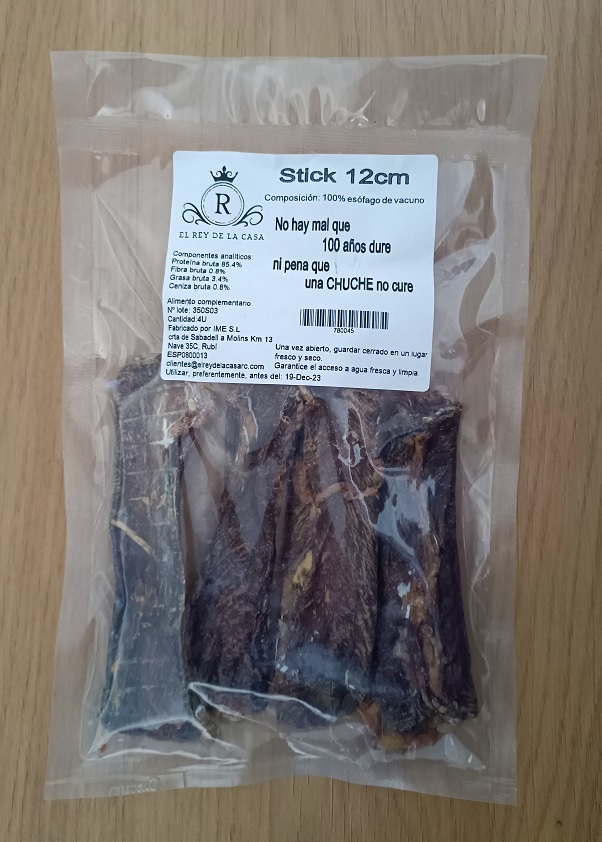 Stick 12cm
Composición: 100% esófago de vacuno
R
EL REY DE LA CASA
No hay mal que
100 años dure
ni pena que
una CHUCHE no cure
Componentes analíticos:
Proteína bruta 85.4%
Fibra bruta 0.8%
Grasa bruta 3.4%
Ceniza bruta 0.8%
780045
Alimento complementario
Nº lote: 350S03
Cantidad:4U
Fabricado por IME S.L
crta de Sabadell a Molins Km 13
Nave 35C, Rubí
ESP0800013
clientes@elreydelacasarc.com
Una vez abierto, guardar cerrado en un lugar
fresco y seco.
Garantice el acceso a agua fresca y limpia
Utilizar, preferentemente, antes del: 19-Dec-23